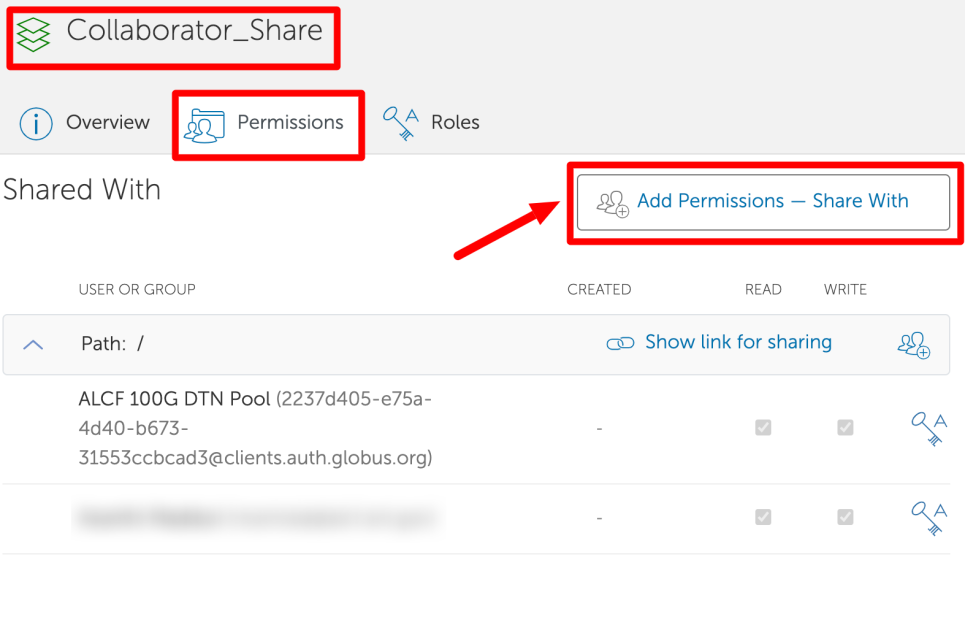 Collaborator_Share
Overview
Permissions
Roles
Shared With
Add Permissions — Share With
USER OR GROUP
CREATED
READ
WRITE
Path: /
Show link for sharing
ALCF 100G DTN Pool (2237d405-e75a-
4d40-b673-
31553ccbcad3@clients.auth.globus.org)
-
-